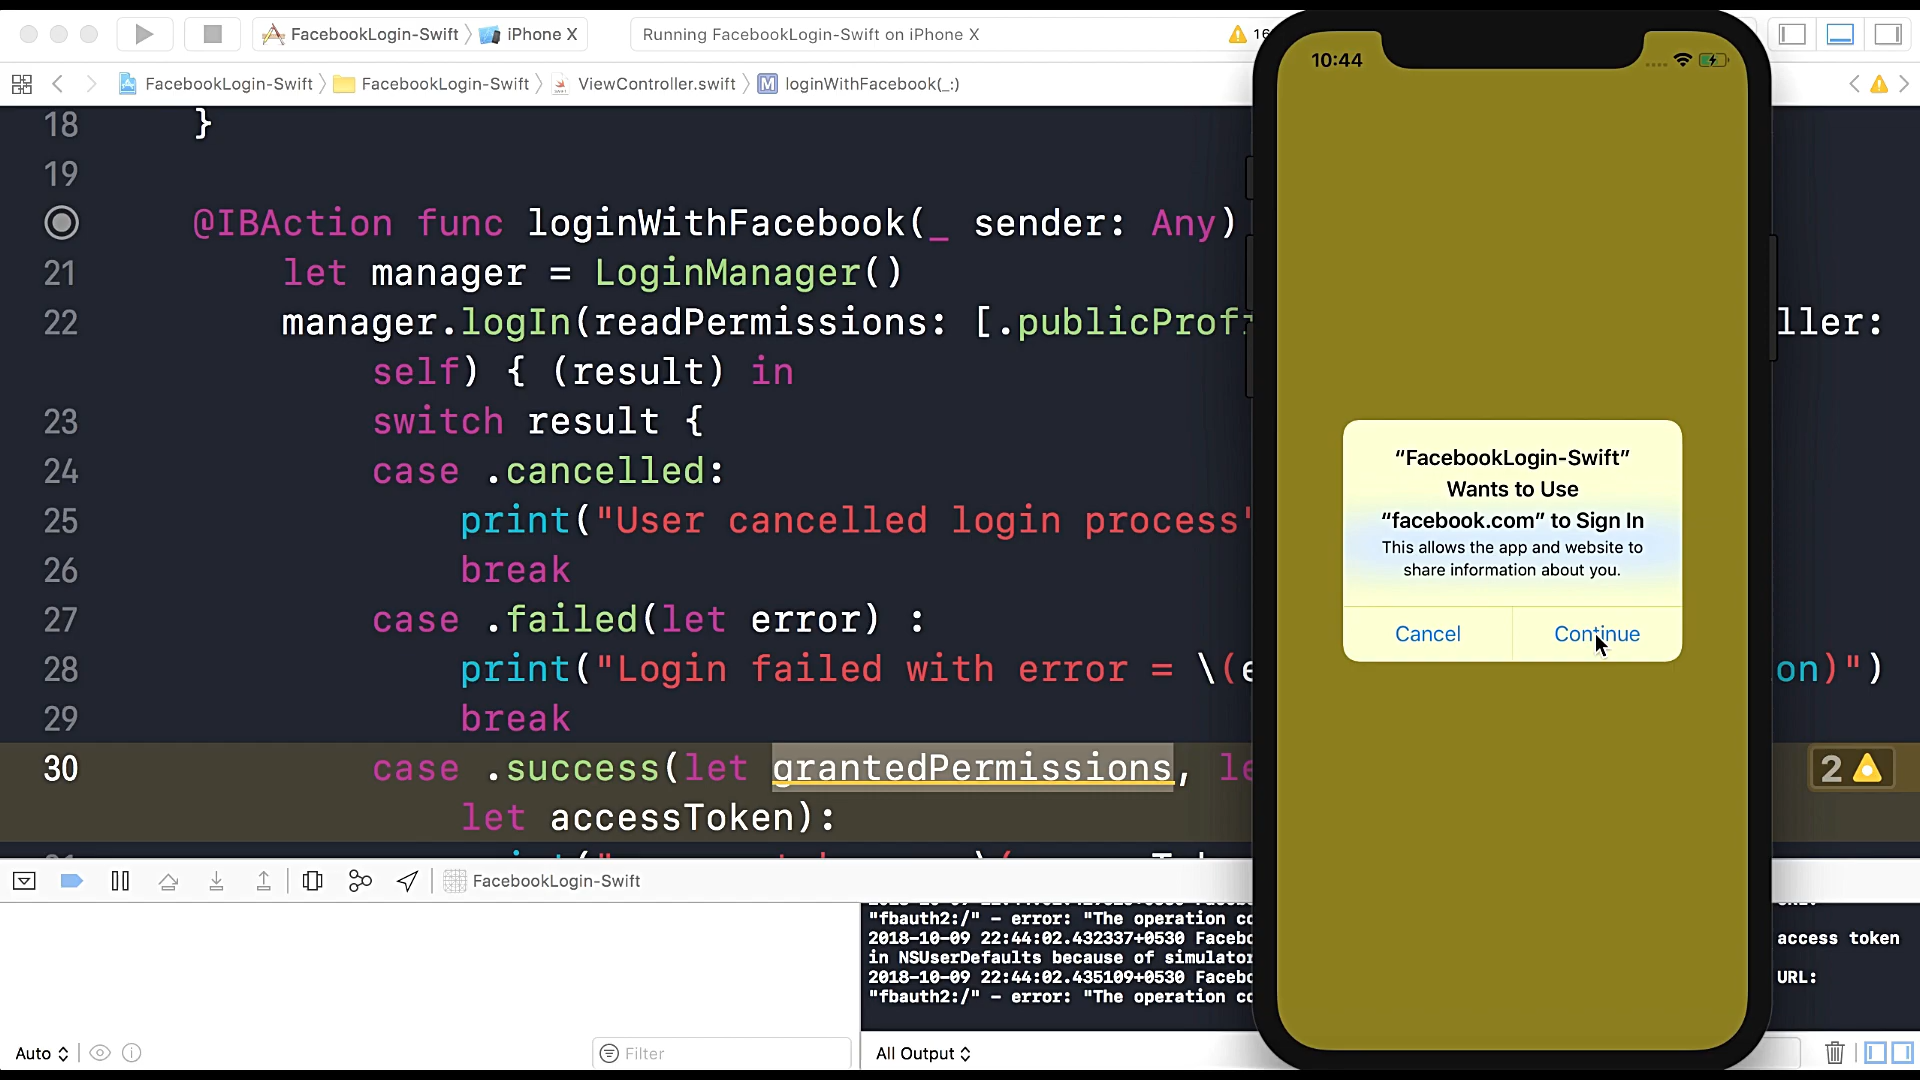 FacebookLogin-Swift
iPhone X
Running FacebookLogin-Swift on iPhone X
10:44
FacebookLogin-Swift
FacebookLogin-Swift
ViewController.swift
M loginWithFacebook(_:)
18 }
19
@IBAction func loginWithFacebook(_ sender: Any)
21 let manager = LoginManager()
22 manager.logIn(readPermissions: [.publicProf ller:
self) { (result) in
23 switch result {
24 case .cancelled:
25 print("User cancelled login process"
26 break
27 case .failed(let error) :
28 print("Login failed with error = \(e on)")
29 break
30 case .success(let grantedPermissions, le 2
let accessToken):
“FacebookLogin-Swift”
Wants to Use
“facebook.com” to Sign In
This allows the app and website to
share information about you.
Cancel
Continue
FacebookLogin-Swift
"fbauth2:/" - error: "The operation co
2018-10-09 22:44:02.432337+0530 Facebo access token
in NSUserDefaults because of simulator
2018-10-09 22:44:02.435109+0530 Facebo URL:
"fbauth2:/" - error: "The operation co
Auto
Filter
All Output